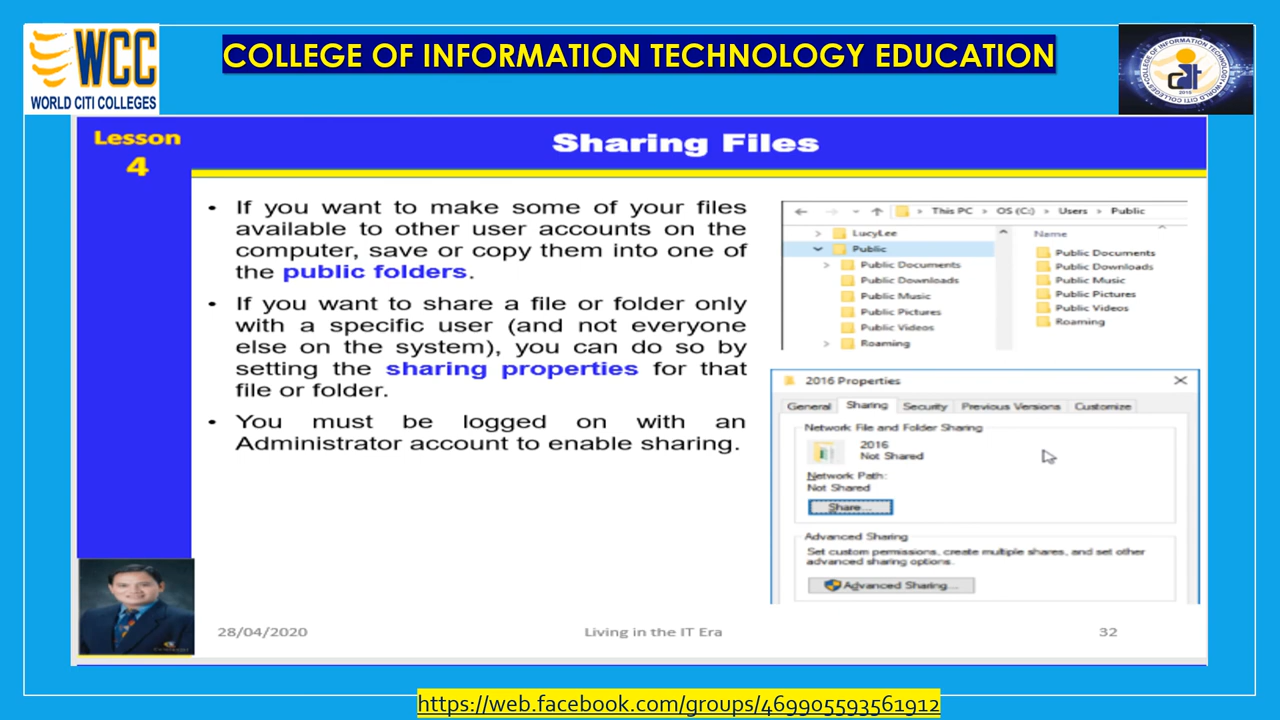 WCC
WORLD CITI COLLEGES
COLLEGE OF INFORMATION TECHNOLOGY EDUCATION
COLLEGE OF INFORMATION TECHNOLOGY
WORLD CITI COLLEGES
2015
Lesson
4
Sharing Files
• If you want to make some of your files
available to other user accounts on the
computer, save or copy them into one of
the public folders.
• If you want to share a file or folder only
with a specific user (and not everyone
else on the system), you can do so by
setting the sharing properties for that
file or folder.
• You must be logged on with an
Administrator account to enable sharing.
This PC > OS (C:) > Users > Public
LucyLee
Public
Public Documents
Public Downloads
Public Music
Public Pictures
Public Videos
Roaming
Name
Public Documents
Public Downloads
Public Music
Public Pictures
Public Videos
Roaming
2016 Properties
General Sharing Security Previous Versions Customize
Network File and Folder Sharing
2016
Not Shared
Network Path:
Not Shared
Share...
Advanced Sharing
Set custom permissions, create multiple shares, and set other
advanced sharing options.
Advanced Sharing...
28/04/2020
Living in the IT Era
32
https://web.facebook.com/groups/469905593561912